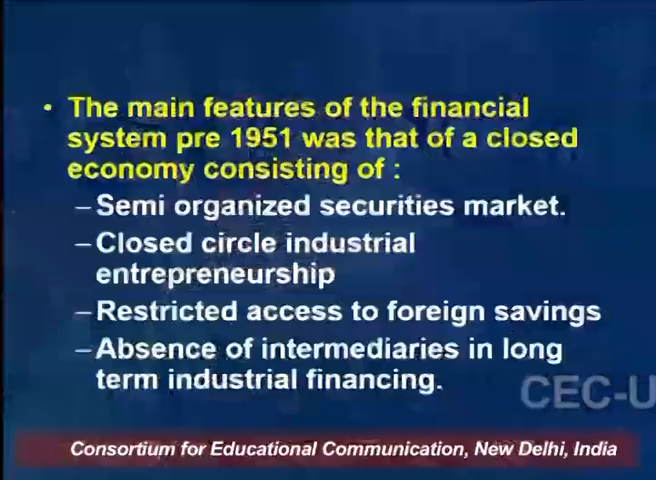 • The main features of the financial
system pre 1951 was that of a closed
economy consisting of :
–Semi organized securities market.
–Closed circle industrial
entrepreneurship
–Restricted access to foreign savings
–Absence of intermediaries in long
term industrial financing.
CEC-U
Consortium for Educational Communication, New Delhi, India